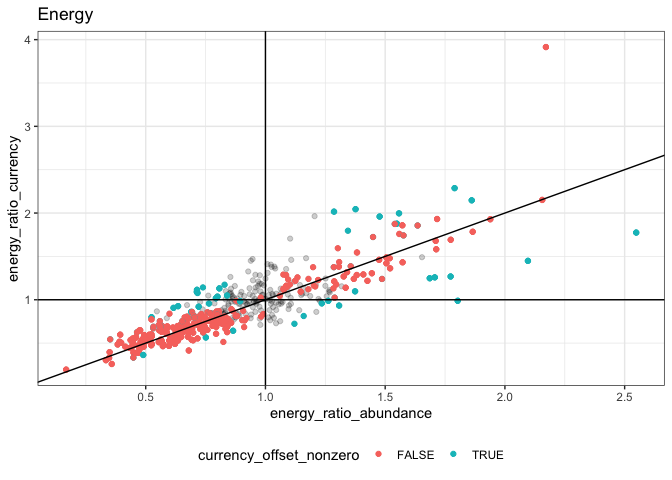 Energy
4
3
2
1
energy_ratio_currency
0.5
1.0
1.5
2.0
2.5
energy_ratio_abundance
currency_offset_nonzero FALSE TRUE